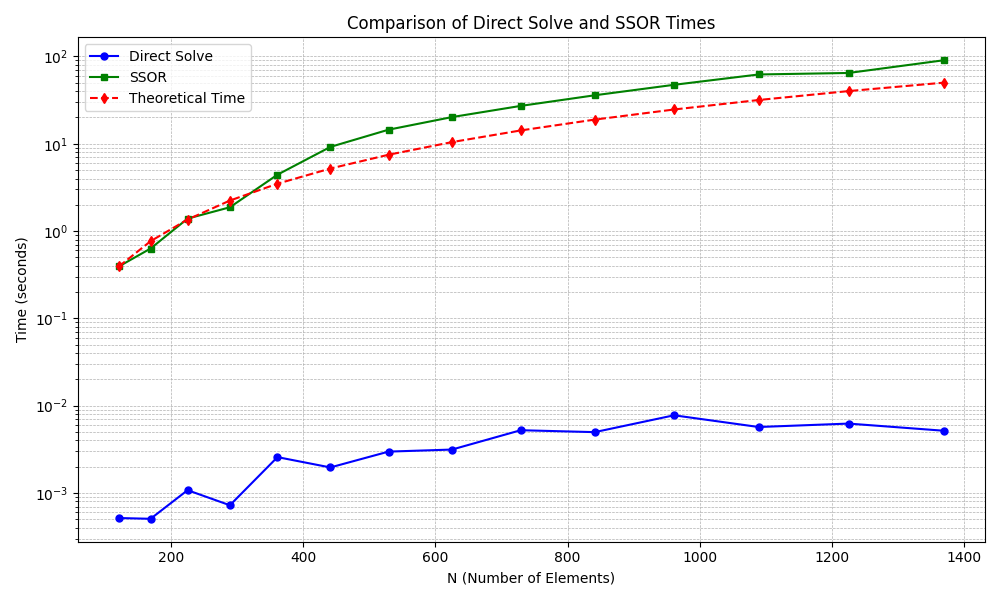 Comparison of Direct Solve and SSOR Times
Direct Solve
SSOR
Theoretical Time
Time (seconds)
10²
10¹
10⁰
10⁻¹
10⁻²
10⁻³
200 400 600 800 1000 1200 1400
N (Number of Elements)